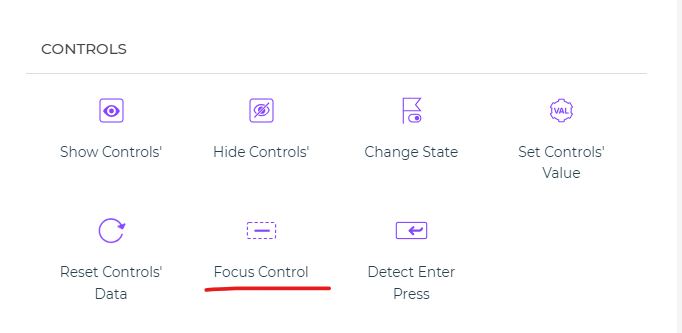 CONTROLS
VAL
Show Controls'
Hide Controls'
Change State
Set Controls'
Value
Reset Controls'
Data
Focus Control
Detect Enter
Press